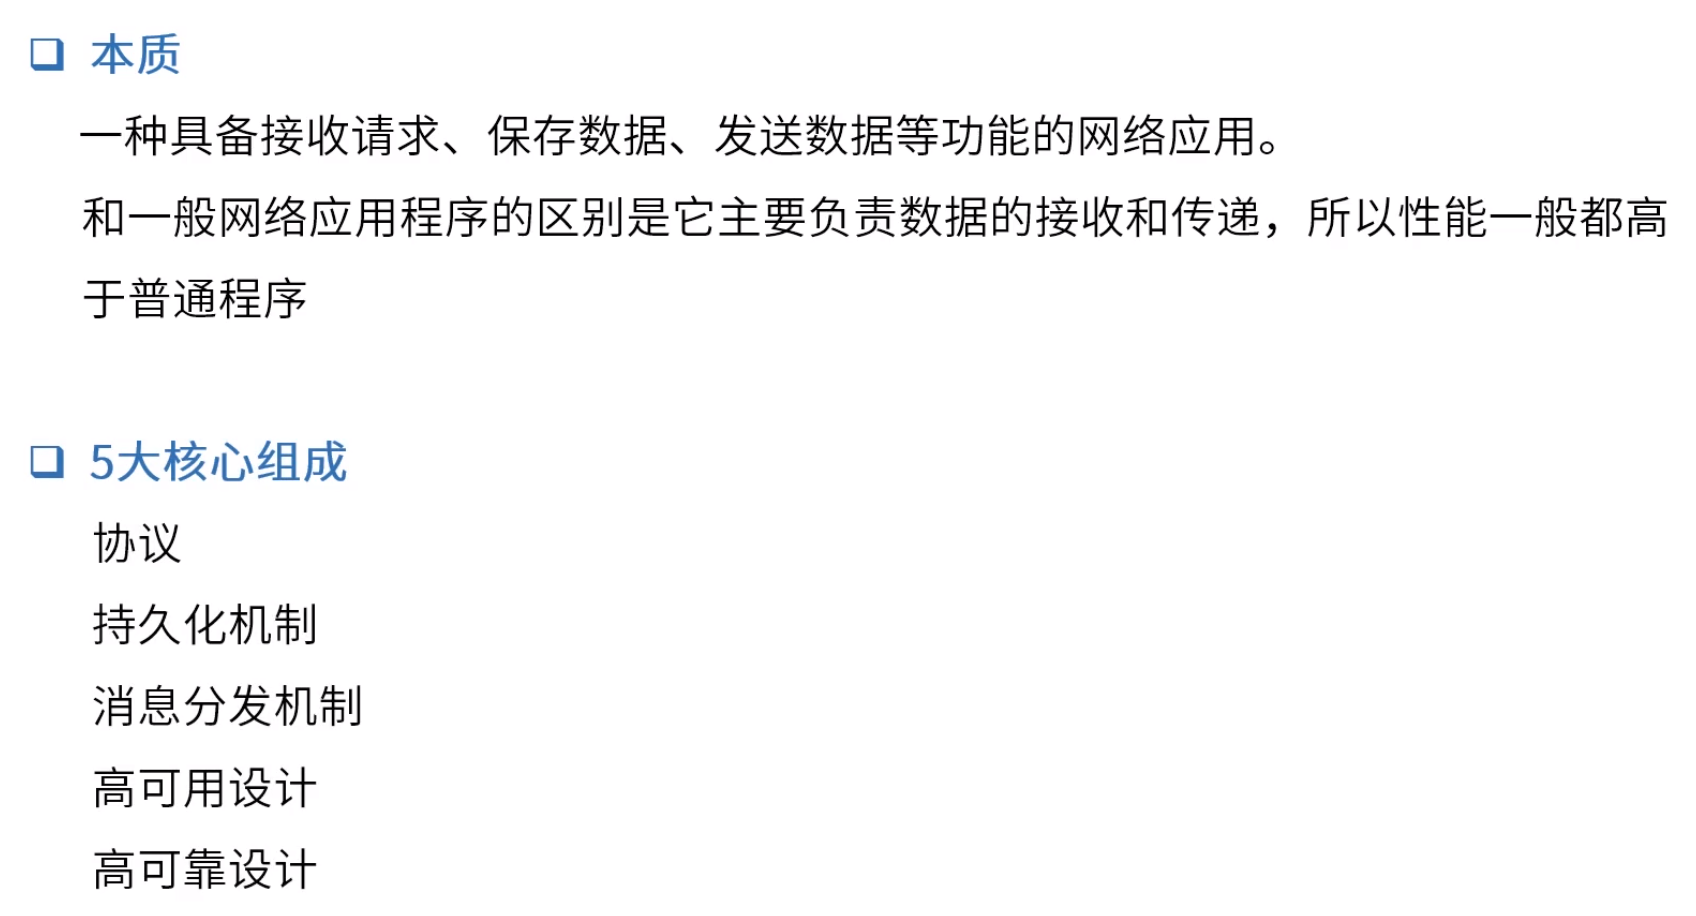 本质
一种具备接收请求、保存数据、发送数据等功能的网络应用。
和一般网络应用程序的区别是它主要负责数据的接收和传递，所以性能一般都高
于普通程序
5大核心组成
协议
持久化机制
消息分发机制
高可用设计
高可靠设计